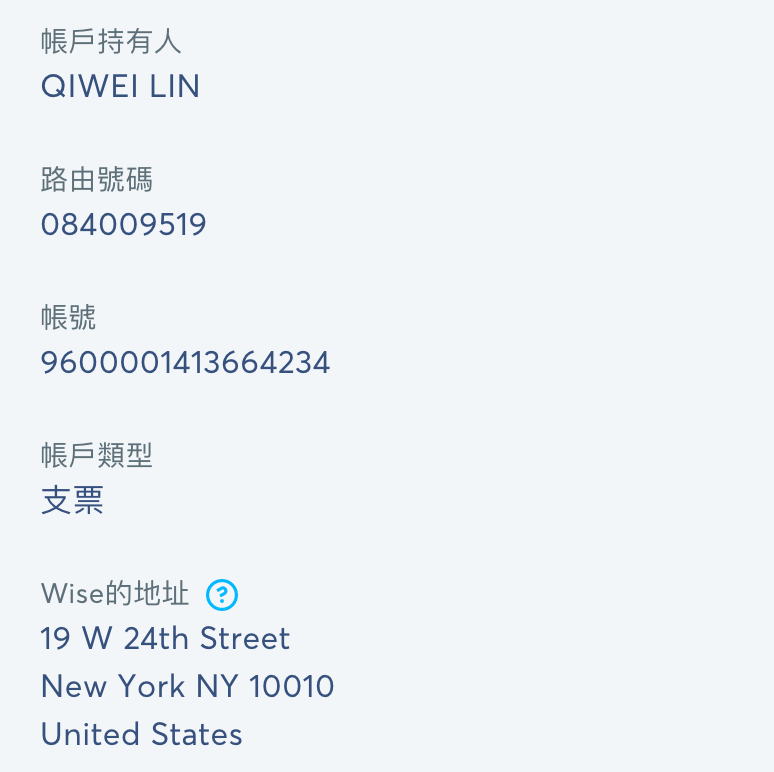 帳戶持有人
QIWEI LIN
路由號碼
084009519
帳號
9600001413664234
帳戶類型
支票
Wise的地址 ?
19 W 24th Street
New York NY 10010
United States